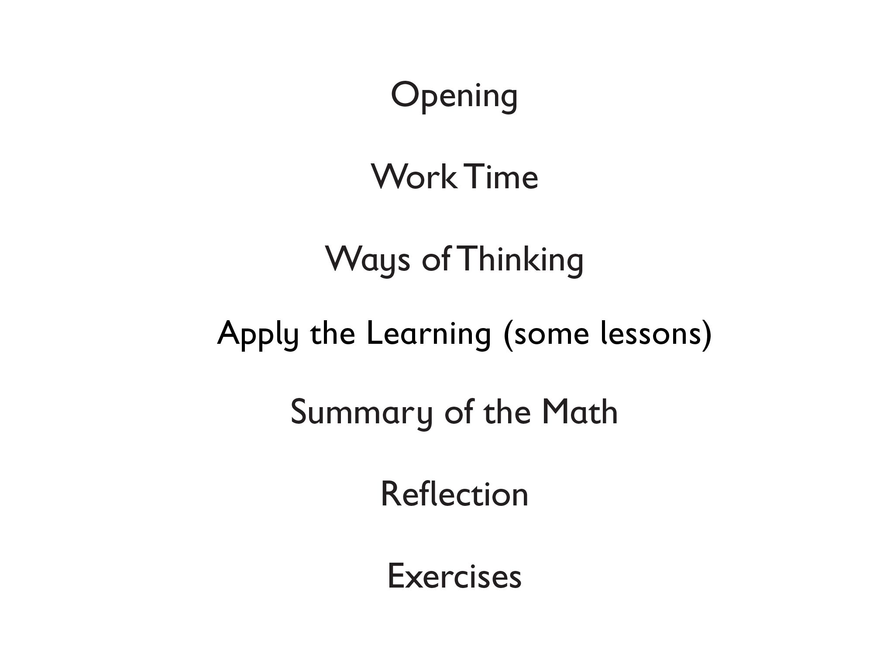 Opening
Work Time
Ways of Thinking
Apply the Learning (some lessons)
Summary of the Math
Reflection
Exercises